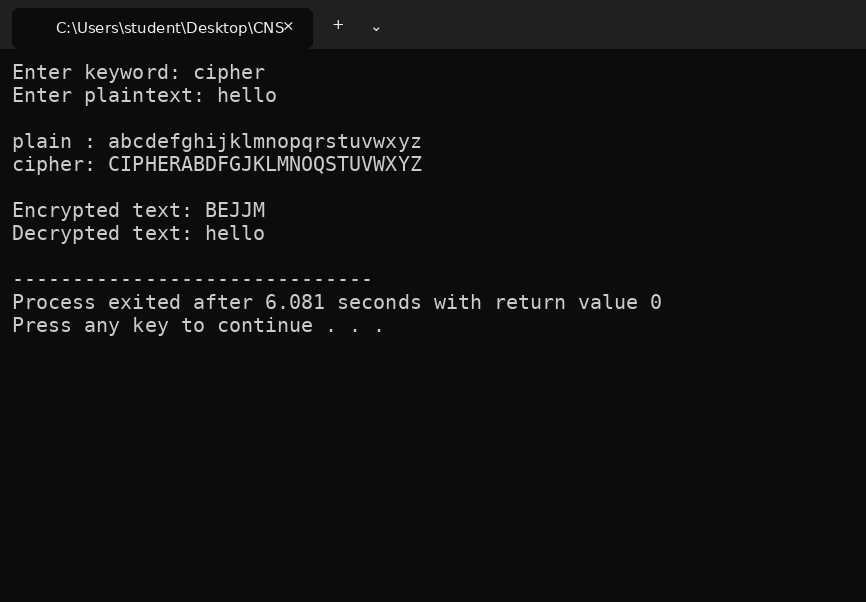 C:\Users\student\Desktop\CNS
Enter keyword: cipher
Enter plaintext: hello
plain : abcdefghijklmnopqrstuvwxyz
cipher: CIPHERABDFGJKLMNOQSTUVWXYZ
Encrypted text: BEJJM
Decrypted text: hello
------------------------------
Process exited after 6.081 seconds with return value 0
Press any key to continue . . .